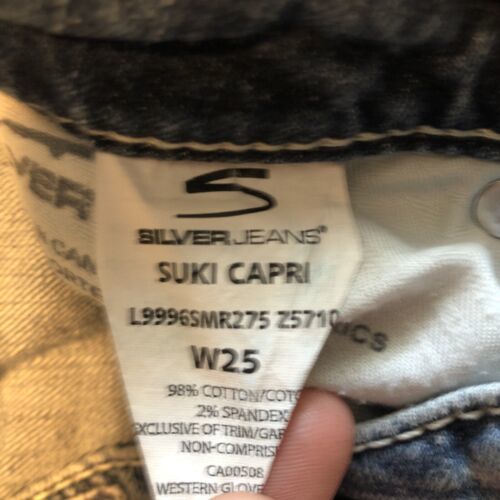 S
SILVERJEANS®
SUKI CAPRI
L9996SMR275 Z5710
W25
98% COTTON/COTO
2% SPANDEX
EXCLUSIVE OF TRIM/GAR
NON-COMPRIS
CA00508
WESTERN GLOVE